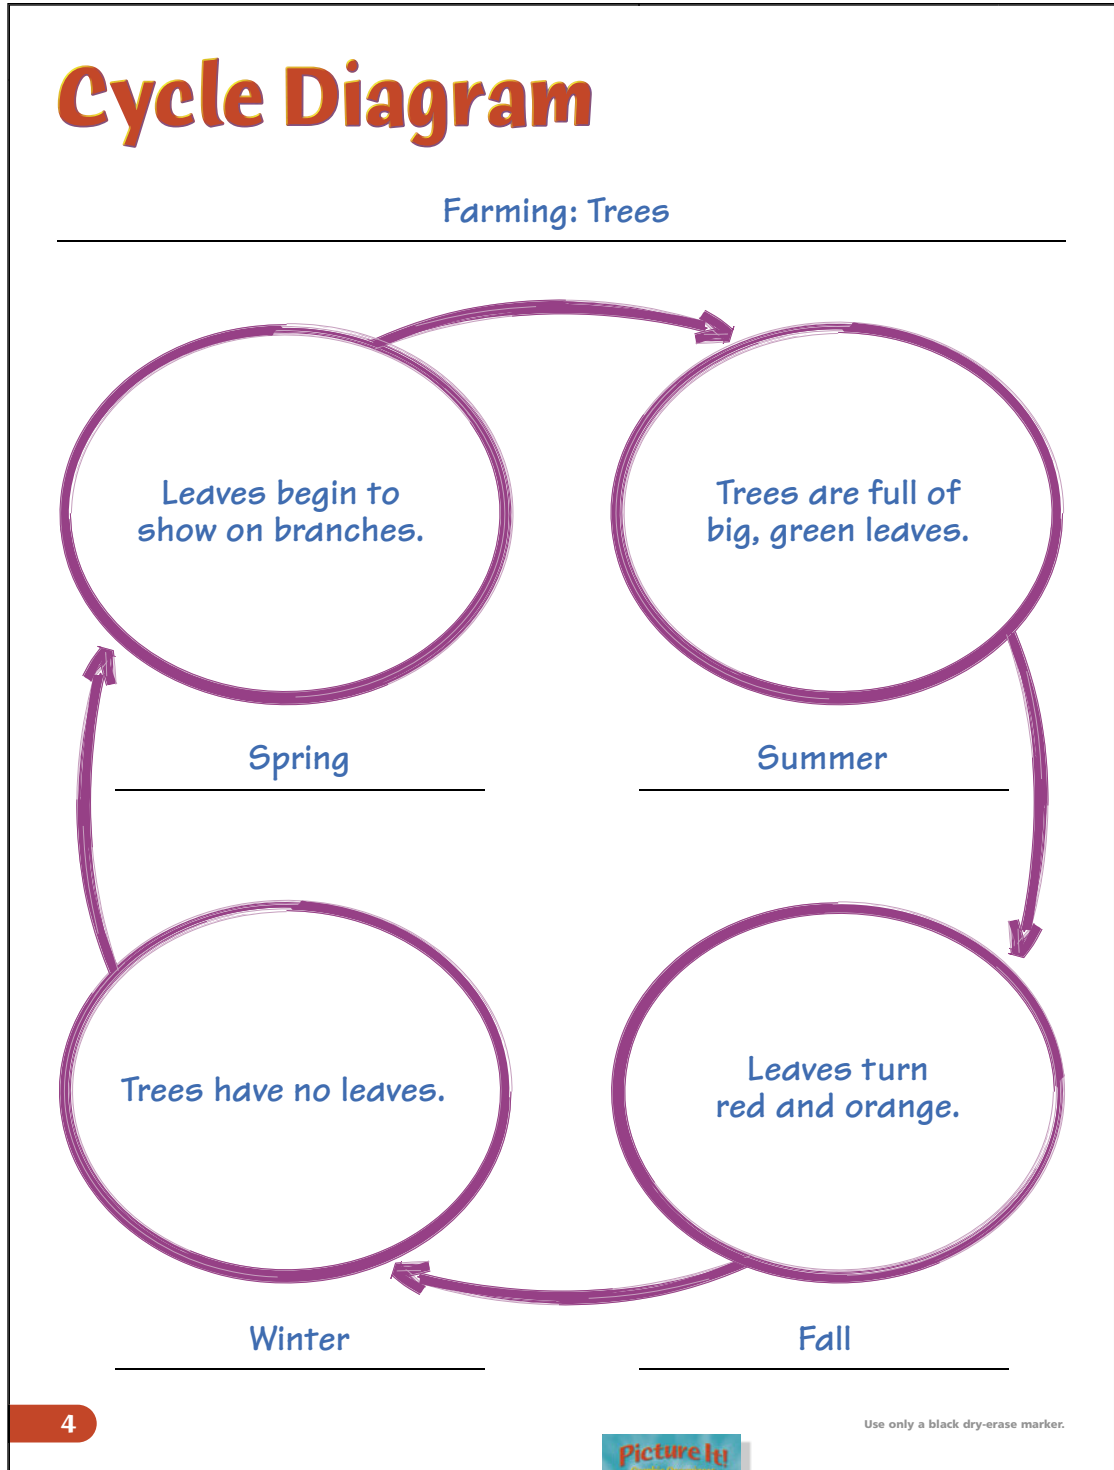 Cycle Diagram
Farming: Trees
Leaves begin to
show on branches.
Spring
Trees are full of
big, green leaves.
Summer
Leaves turn
red and orange.
Fall
Trees have no leaves.
Winter
4
Use only a black dry-erase marker.
Picture It!